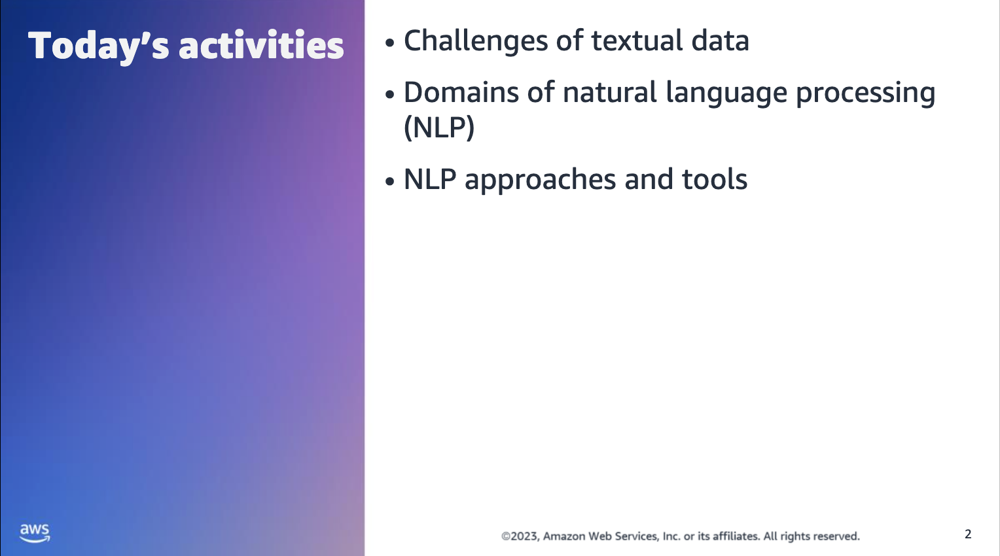 Today’s activities
• Challenges of textual data
• Domains of natural language processing
(NLP)
• NLP approaches and tools
aws
©2023, Amazon Web Services, Inc. or its affiliates. All rights reserved.
2